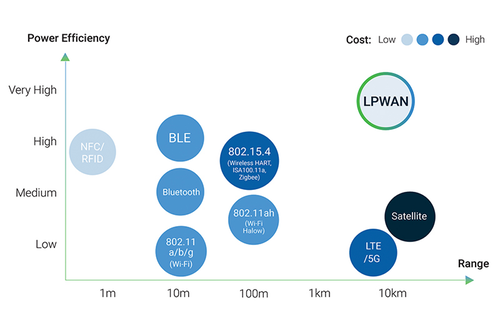 Power Efficiency
Cost: Low High
Very High
LPWAN
High
NFC/
RFID
BLE
802.15.4
(Wireless HART,
ISA100.11a,
Zigbee)
Medium
Bluetooth
802.11ah
(Wi-Fi
Halow)
Satellite
Low
802.11
a/b/g
(Wi-Fi)
LTE
/5G
Range
1m 10m 100m 1km 10km